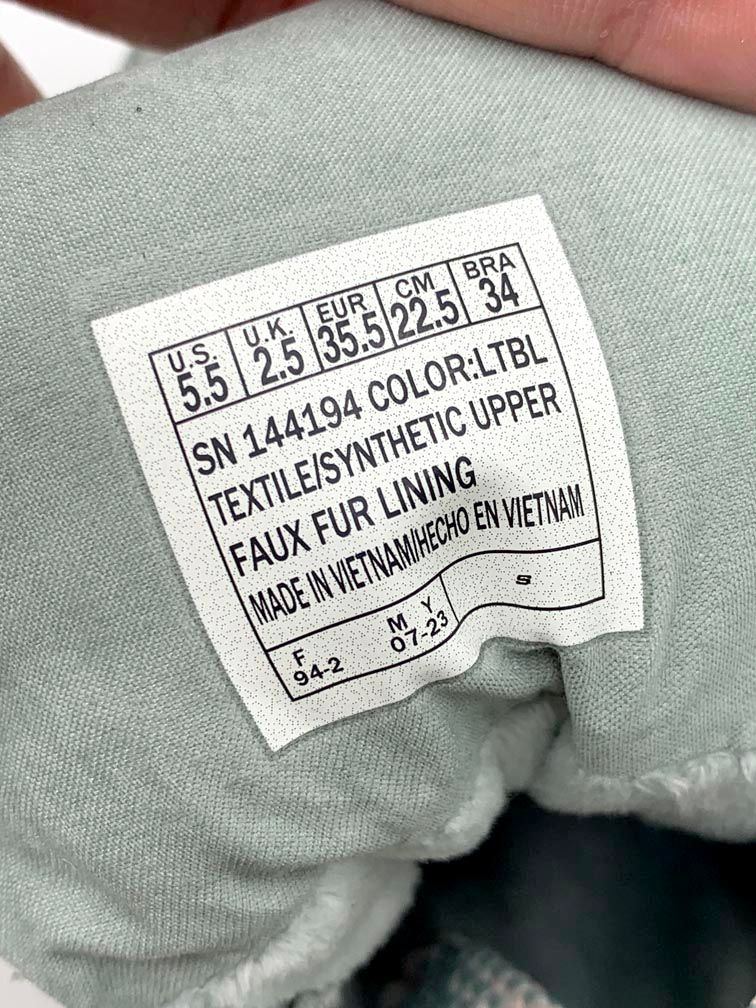 U.S. U.K. EUR CM BRA
5.5 2.5 35.5 22.5 34
SN 144194 COLOR:LTBL
TEXTILE/SYNTHETIC UPPER
FAUX FUR LINING
MADE IN VIETNAM/HECHO EN VIETNAM
F M Y S
94-2 07-23